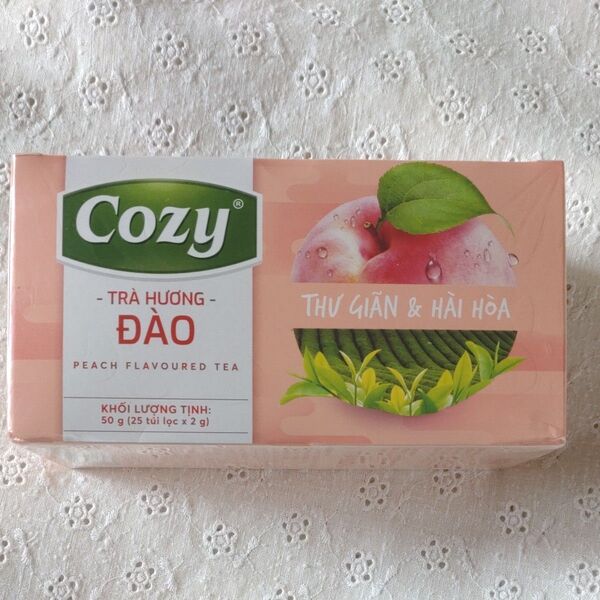 Cozy®
- TRÀ HƯƠNG -
ĐÀO
PEACH FLAVOURED TEA
KHỐI LƯỢNG TỊNH:
50 g (25 túi lọc x 2 g)
THƯ GIÃN & HÀI HÒA